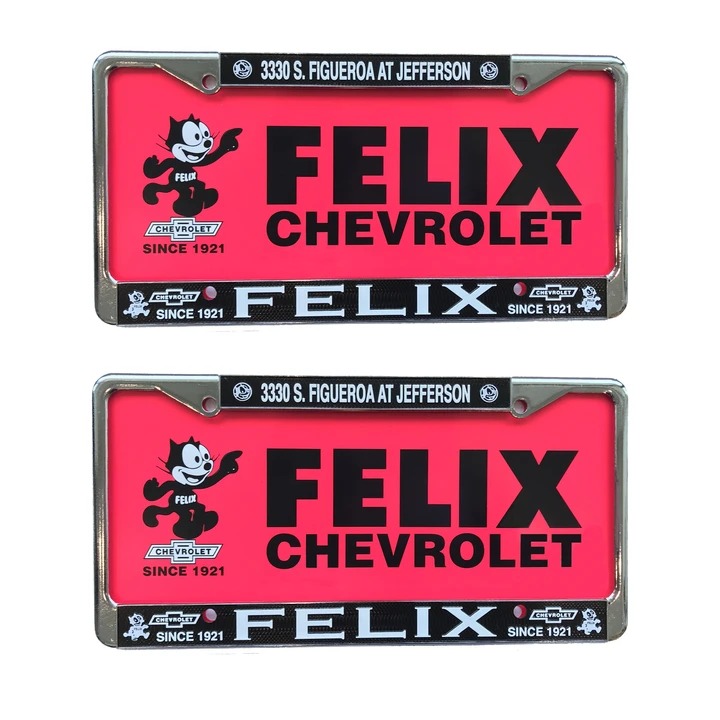 3330 S. FIGUEROA AT JEFFERSON
FELIX
FELIX
CHEVROLET
CHEVROLET
SINCE 1921
CHEVROLET
SINCE 1921
FELIX
CHEVROLET
SINCE 1921
3330 S. FIGUEROA AT JEFFERSON
FELIX
FELIX
CHEVROLET
CHEVROLET
SINCE 1921
CHEVROLET
SINCE 1921
FELIX
CHEVROLET
SINCE 1921